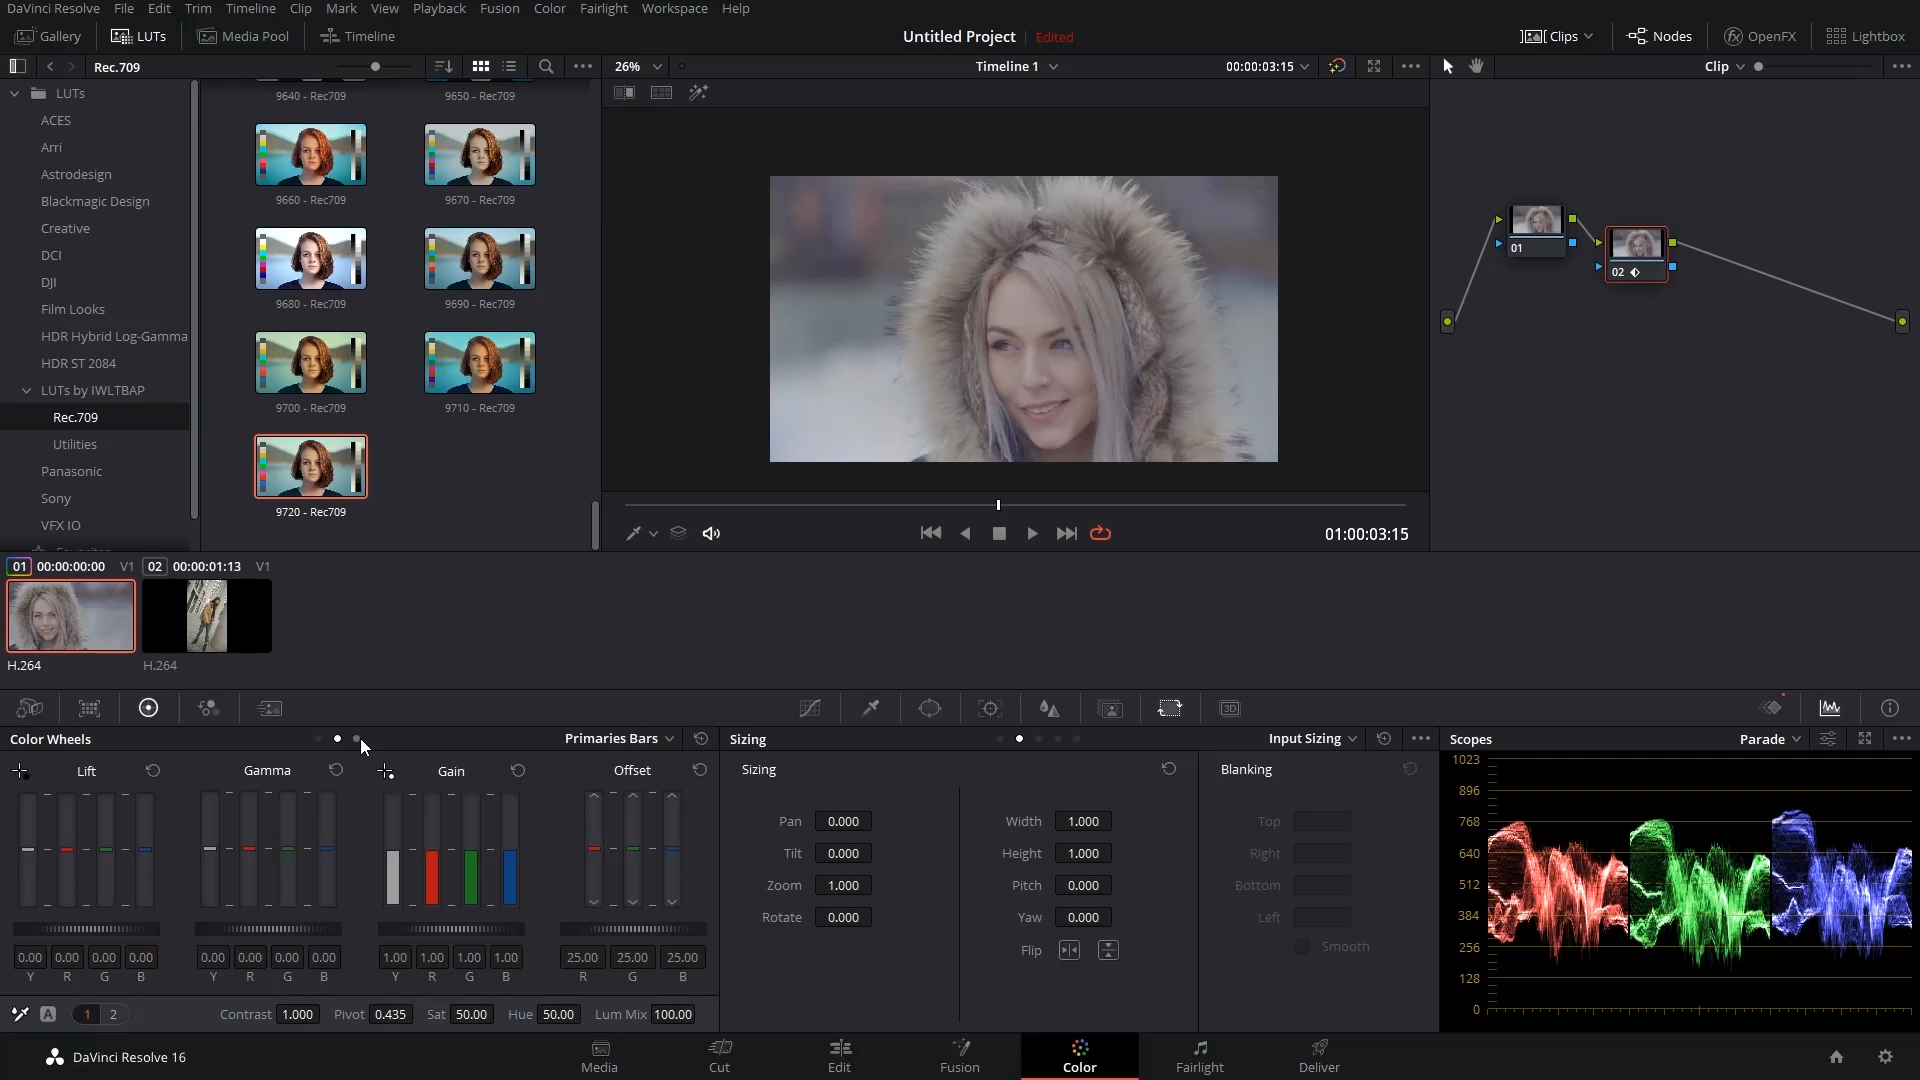 DaVinci Resolve File Edit Trim Timeline Clip Mark View Playback Fusion Color Fairlight Workspace Help
Gallery LUTs Media Pool Timeline Untitled Project Edited Clips Nodes OpenFX Lightbox
Rec.709 26% Timeline 1 00:00:03:15 Clip
LUTs
ACES
Arri
Astrodesign
Blackmagic Design
Creative
DCI
DJI
Film Looks
HDR Hybrid Log-Gamma
HDR ST 2084
LUTs by IWLTBAP
Rec.709
Utilities
Panasonic
Sony
VFX IO
9640 - Rec709 9650 - Rec709
9660 - Rec709 9670 - Rec709
9680 - Rec709 9690 - Rec709
9700 - Rec709 9710 - Rec709
9720 - Rec709
01:00:03:15
01
02
01 00:00:00:00 V1 02 00:00:01:13 V1
H.264 H.264
3D
Color Wheels Primaries Bars
Lift Gamma Gain Offset
0.00 0.00 0.00 0.00 0.00 0.00 0.00 0.00 1.00 1.00 1.00 1.00 25.00 25.00 25.00
Y R G B Y R G B Y R G B R G B
A 1 2 Contrast 1.000 Pivot 0.435 Sat 50.00 Hue 50.00 Lum Mix 100.00
Sizing Input Sizing
Sizing
Pan 0.000 Width 1.000
Tilt 0.000 Height 1.000
Zoom 1.000 Pitch 0.000
Rotate 0.000 Yaw 0.000
Flip
Blanking
Top
Right
Bottom
Left
Smooth
Scopes Parade
1023
896
768
640
512
384
256
128
0
DaVinci Resolve 16 Media Cut Edit Fusion Color Fairlight Deliver